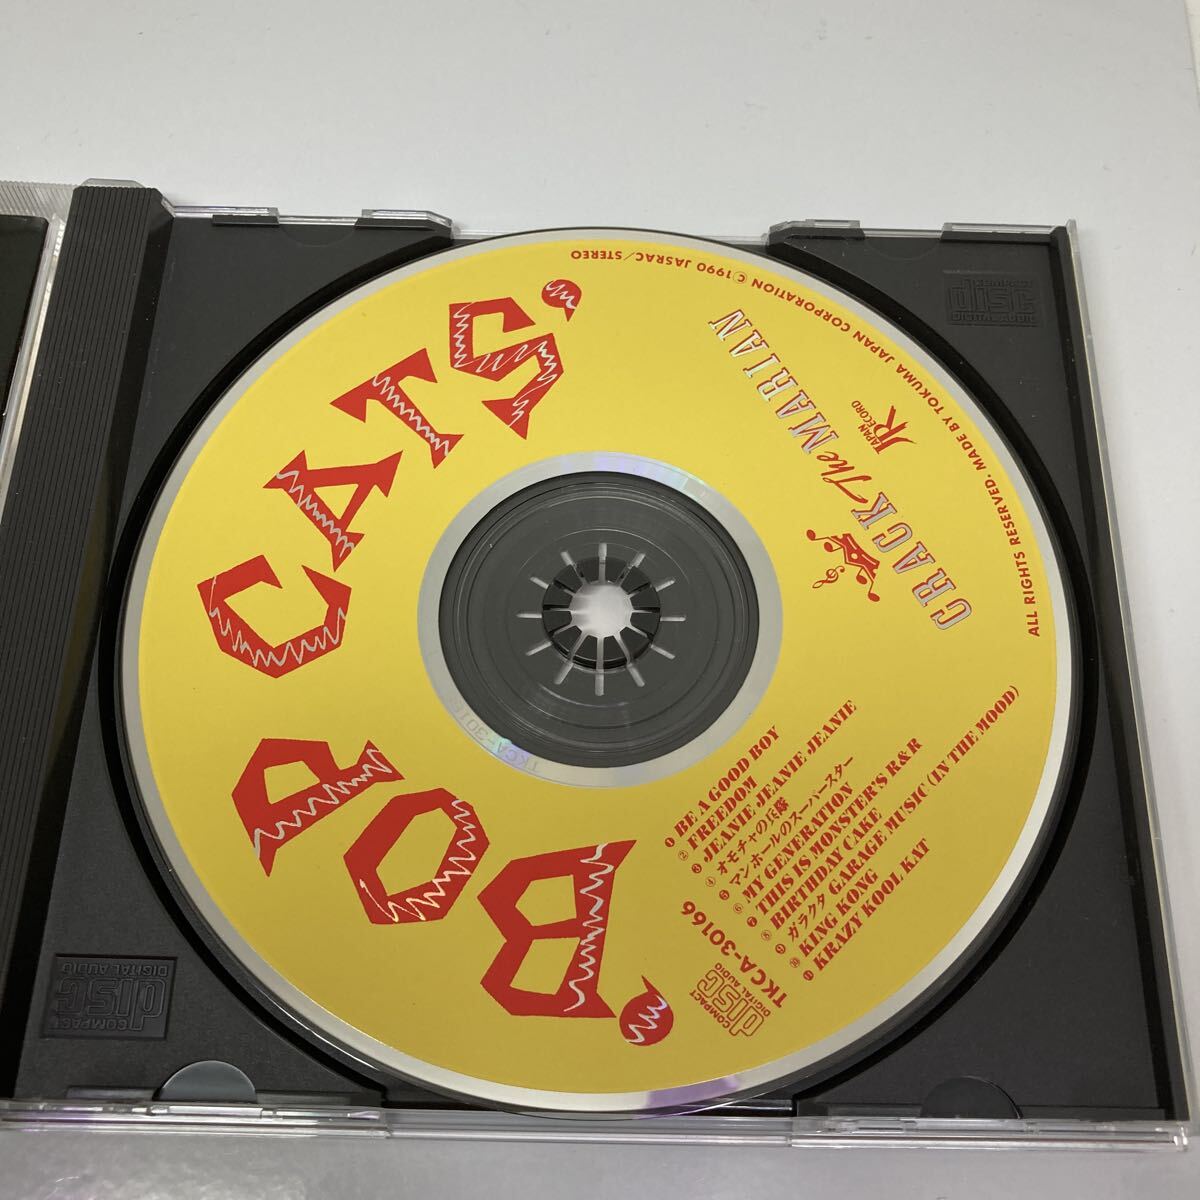 CATS'
BOP'
CRACK The MARIAN
JR
JAPAN RECORD
ALL RIGHTS RESERVED. MADE BY TOKUMA JAPAN CORPORATION Ⓒ1990 JASRAC/STEREO
① BE A GOOD BOY
② FREEDOM
③ JEANIE JEANIE JEANIE
④ オモチャの兵隊
⑤ マンホールのスーパースター
⑥ MY GENERATION
⑦ THIS IS MONSTER'S R&R
⑧ BIRTHDAY CAKE
⑨ ガラクタ GARAGE MUSIC (IN THE MOOD)
⑩ KING KONG
⑪ KRAZY KOOL KAT
TKCA-30166
COMPACT
disc
DIGITAL AUDIO
COMPACT
disc
DIGITAL AUDIO
COMPACT
disc
DIGITAL AUDIO